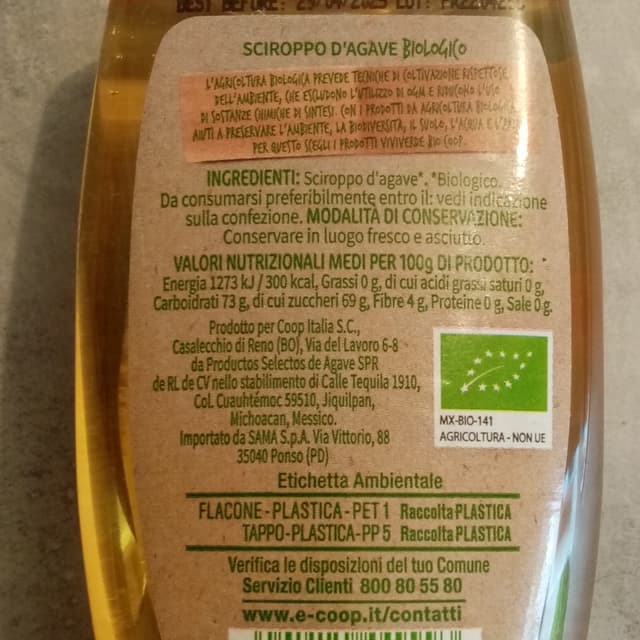 BEST BEFORE: 29/04/2025 LOT:
SCIROPPO D'AGAVE BIOLOGICO
L'AGRICOLTURA BIOLOGICA PREVEDE TECNICHE DI COLTIVAZIONE RISPETTOSE
DELL'AMBIENTE, CHE ESCLUDONO L'UTILIZZO DI OGM E RIDUCONO L'USO
DI SOSTANZE CHIMICHE DI SINTESI. CON I PRODOTTI DA AGRICOLTURA BIOLOGICA
AIUTI A PRESERVARE L'AMBIENTE, LA BIODIVERSITÀ, IL SUOLO, L'ACQUA E
PER QUESTO SCEGLI I PRODOTTI VIVIVERDE BIO COOP.
INGREDIENTI: Sciroppo d'agave*. *Biologico.
Da consumarsi preferibilmente entro il: vedi indicazione
sulla confezione. MODALITÀ DI CONSERVAZIONE:
Conservare in luogo fresco e asciutto.
VALORI NUTRIZIONALI MEDI PER 100g DI PRODOTTO:
Energia 1273 kJ / 300 kcal, Grassi 0 g, di cui acidi grassi saturi 0 g,
Carboidrati 73 g, di cui zuccheri 69 g, Fibre 4 g, Proteine 0 g, Sale 0 g.
Prodotto per Coop Italia S.C.,
Casalecchio di Reno (BO), Via del Lavoro 6-8
da Productos Selectos de Agave SPR
de RL de CV nello stabilimento di Calle Tequila 1910,
Col. Cuauhtémoc 59510, Jiquilpan,
Michoacan, Messico.
Importato da SAMA S.p.A. Via Vittorio, 88
35040 Ponso (PD)
MX-BIO-141
AGRICOLTURA - NON UE
Etichetta Ambientale
FLACONE-PLASTICA-PET 1 Raccolta PLASTICA
TAPPO-PLASTICA-PP 5 Raccolta PLASTICA
Verifica le disposizioni del tuo Comune
Servizio Clienti 800 80 55 80
www.e-coop.it/contatti